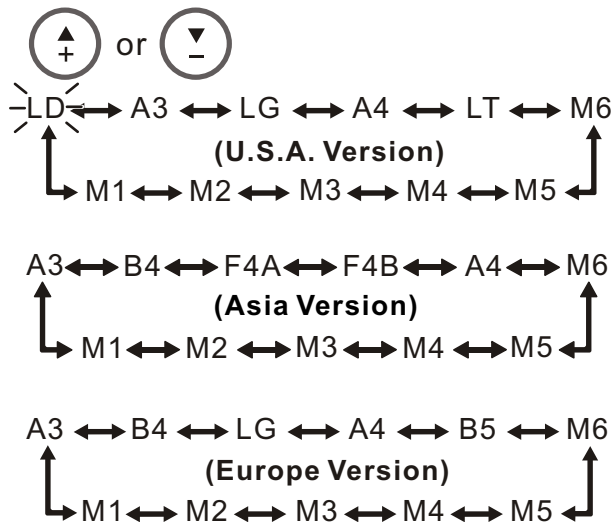 + or −
LD A3 LG A4 LT M6
(U.S.A. Version)
M1 M2 M3 M4 M5
A3 B4 F4A F4B A4 M6
(Asia Version)
M1 M2 M3 M4 M5
A3 B4 LG A4 B5 M6
(Europe Version)
M1 M2 M3 M4 M5